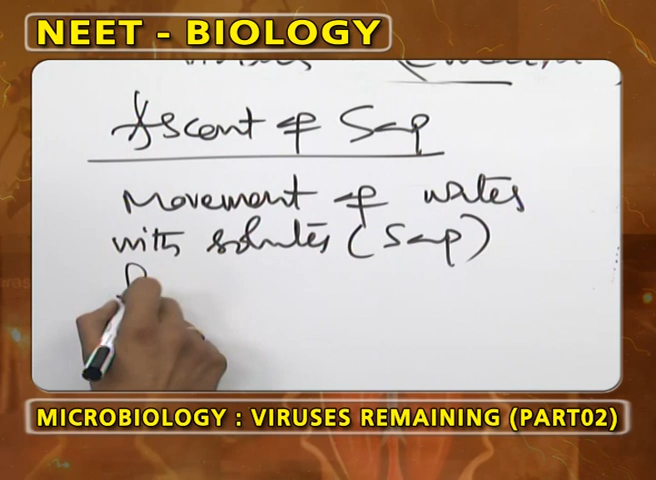 NEET - BIOLOGY
Ascent of Sap
Movement of water
with solutes (Sap)
MICROBIOLOGY : VIRUSES REMAINING (PART02)